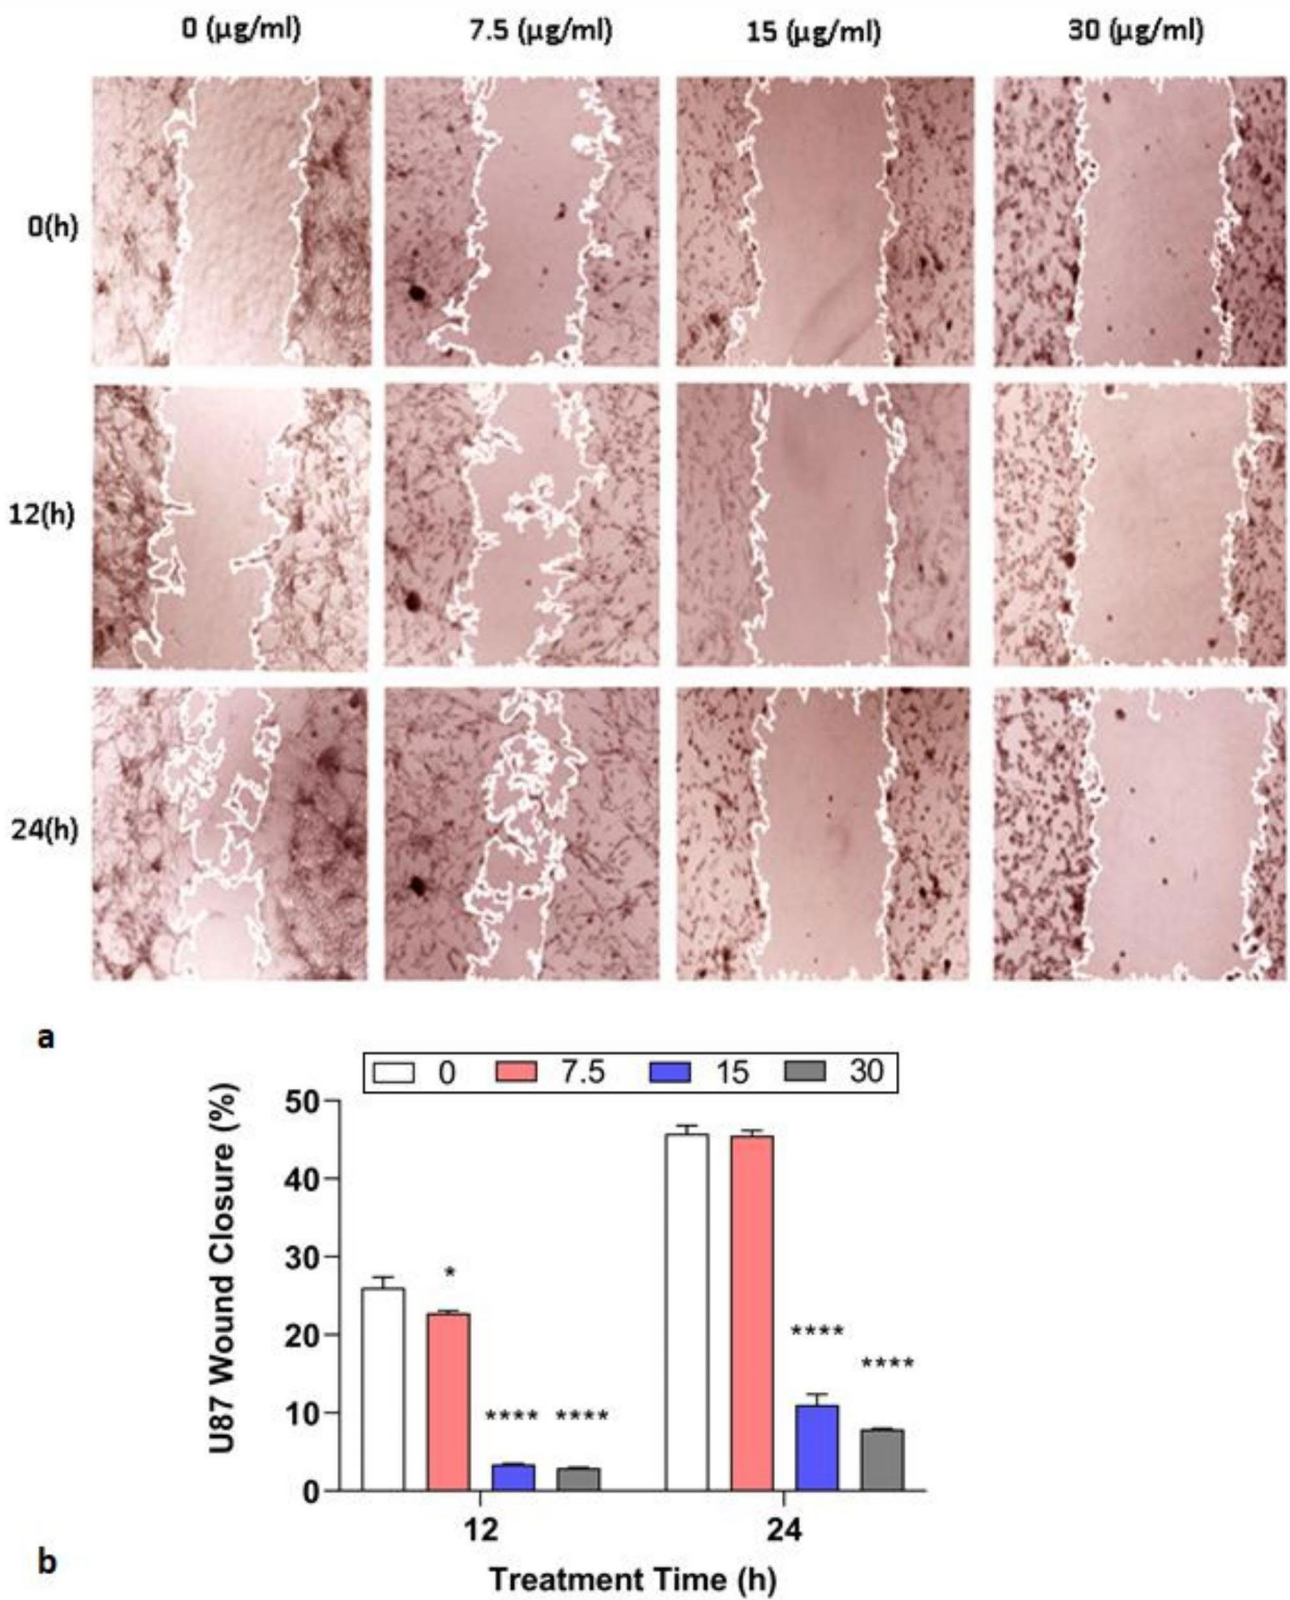 0 (µg/ml) 7.5 (µg/ml) 15 (µg/ml) 30 (µg/ml)
0(h)
12(h)
24(h)
a
0 7.5 15 30
U87 Wound Closure (%)
50
40
30
20
10
0
*
**** ****
****
****
12 24
Treatment Time (h)
b